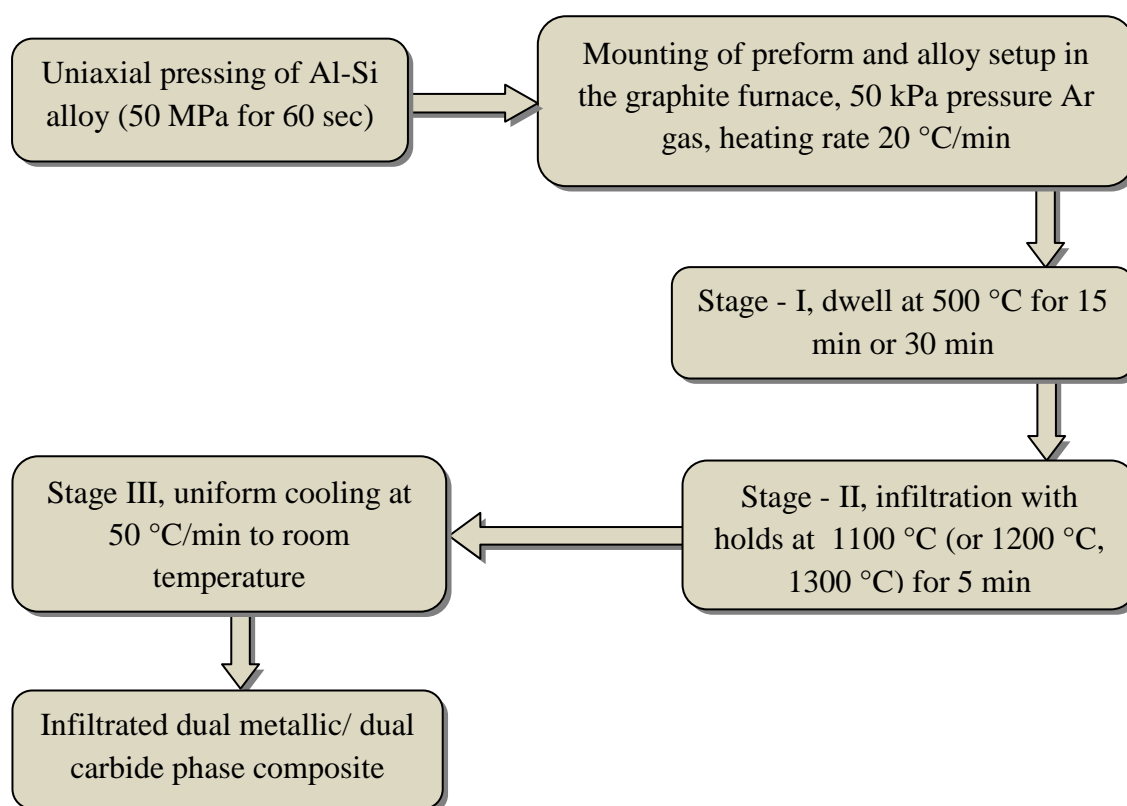 Uniaxial pressing of Al-Si
alloy (50 MPa for 60 sec)
Mounting of preform and alloy setup in
the graphite furnace, 50 kPa pressure Ar
gas, heating rate 20 °C/min
Stage - I, dwell at 500 °C for 15
min or 30 min
Stage - II, infiltration with
holds at  1100 °C (or 1200 °C,
1300 °C) for 5 min
Stage III, uniform cooling at
50 °C/min to room
temperature
Infiltrated dual metallic/ dual
carbide phase composite